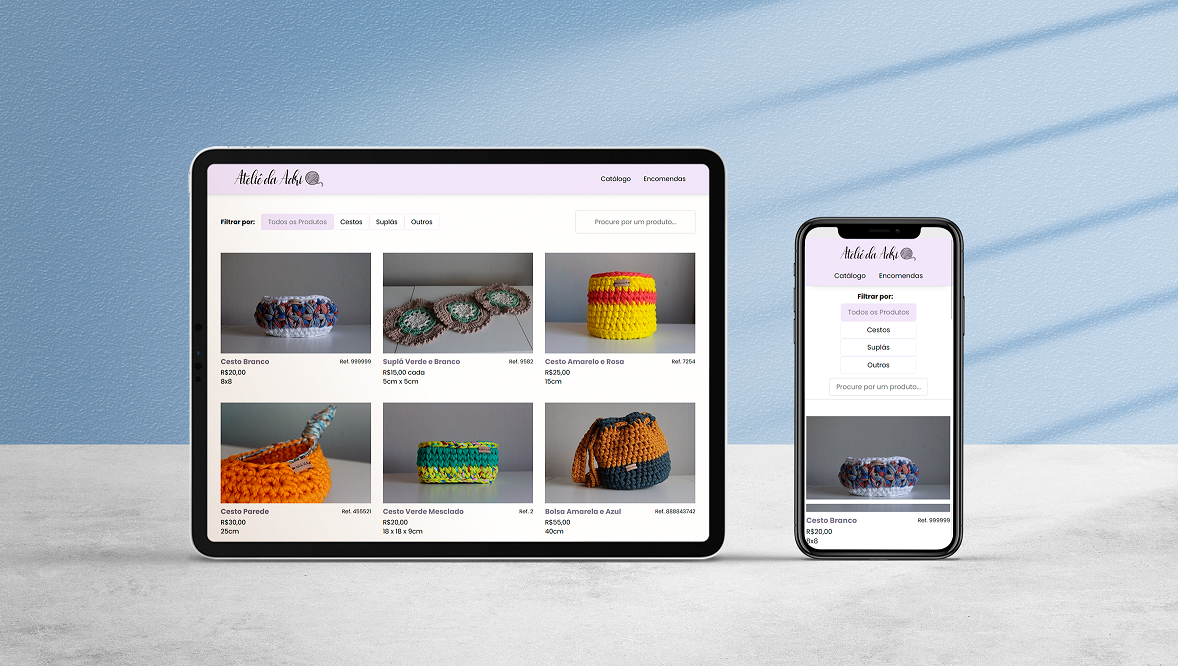 Ateliê da Adri
Catálogo Encomendas
Filtrar por: Todos os Produtos Cestos Suplás Outros Procure por um produto...
Cesto Branco Ref. 999999
R$20,00
8x8
Suplá Verde e Branco Ref. 9582
R$15,00 cada
5cm x 5cm
Cesto Amarelo e Rosa Ref. 7254
R$25,00
15cm
Cesto Parede Ref. 455521
R$30,00
25cm
Cesto Verde Mesclado Ref. 2
R$20,00
18 x 18 x 9cm
Bolsa Amarela e Azul Ref. 888843742
R$55,00
40cm
Ateliê da Adri
Catálogo Encomendas
Filtrar por:
Todos os Produtos
Cestos
Suplás
Outros
Procure por um produto...
Cesto Branco Ref. 999999
R$20,00
8x8